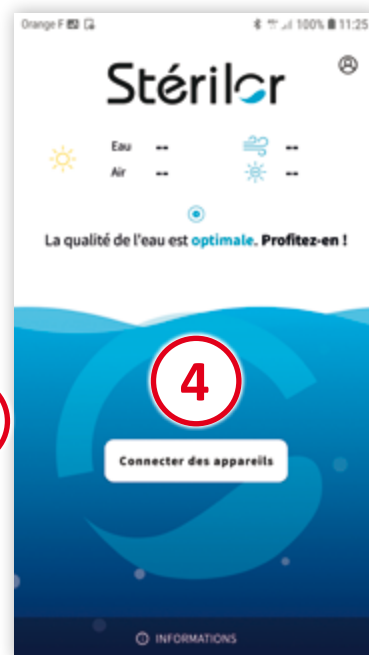 Orange F 100% 11:25
Stérilor
Eau -- --
Air -- --
La qualité de l'eau est optimale. Profitez-en !
4
Connecter des appareils
INFORMATIONS